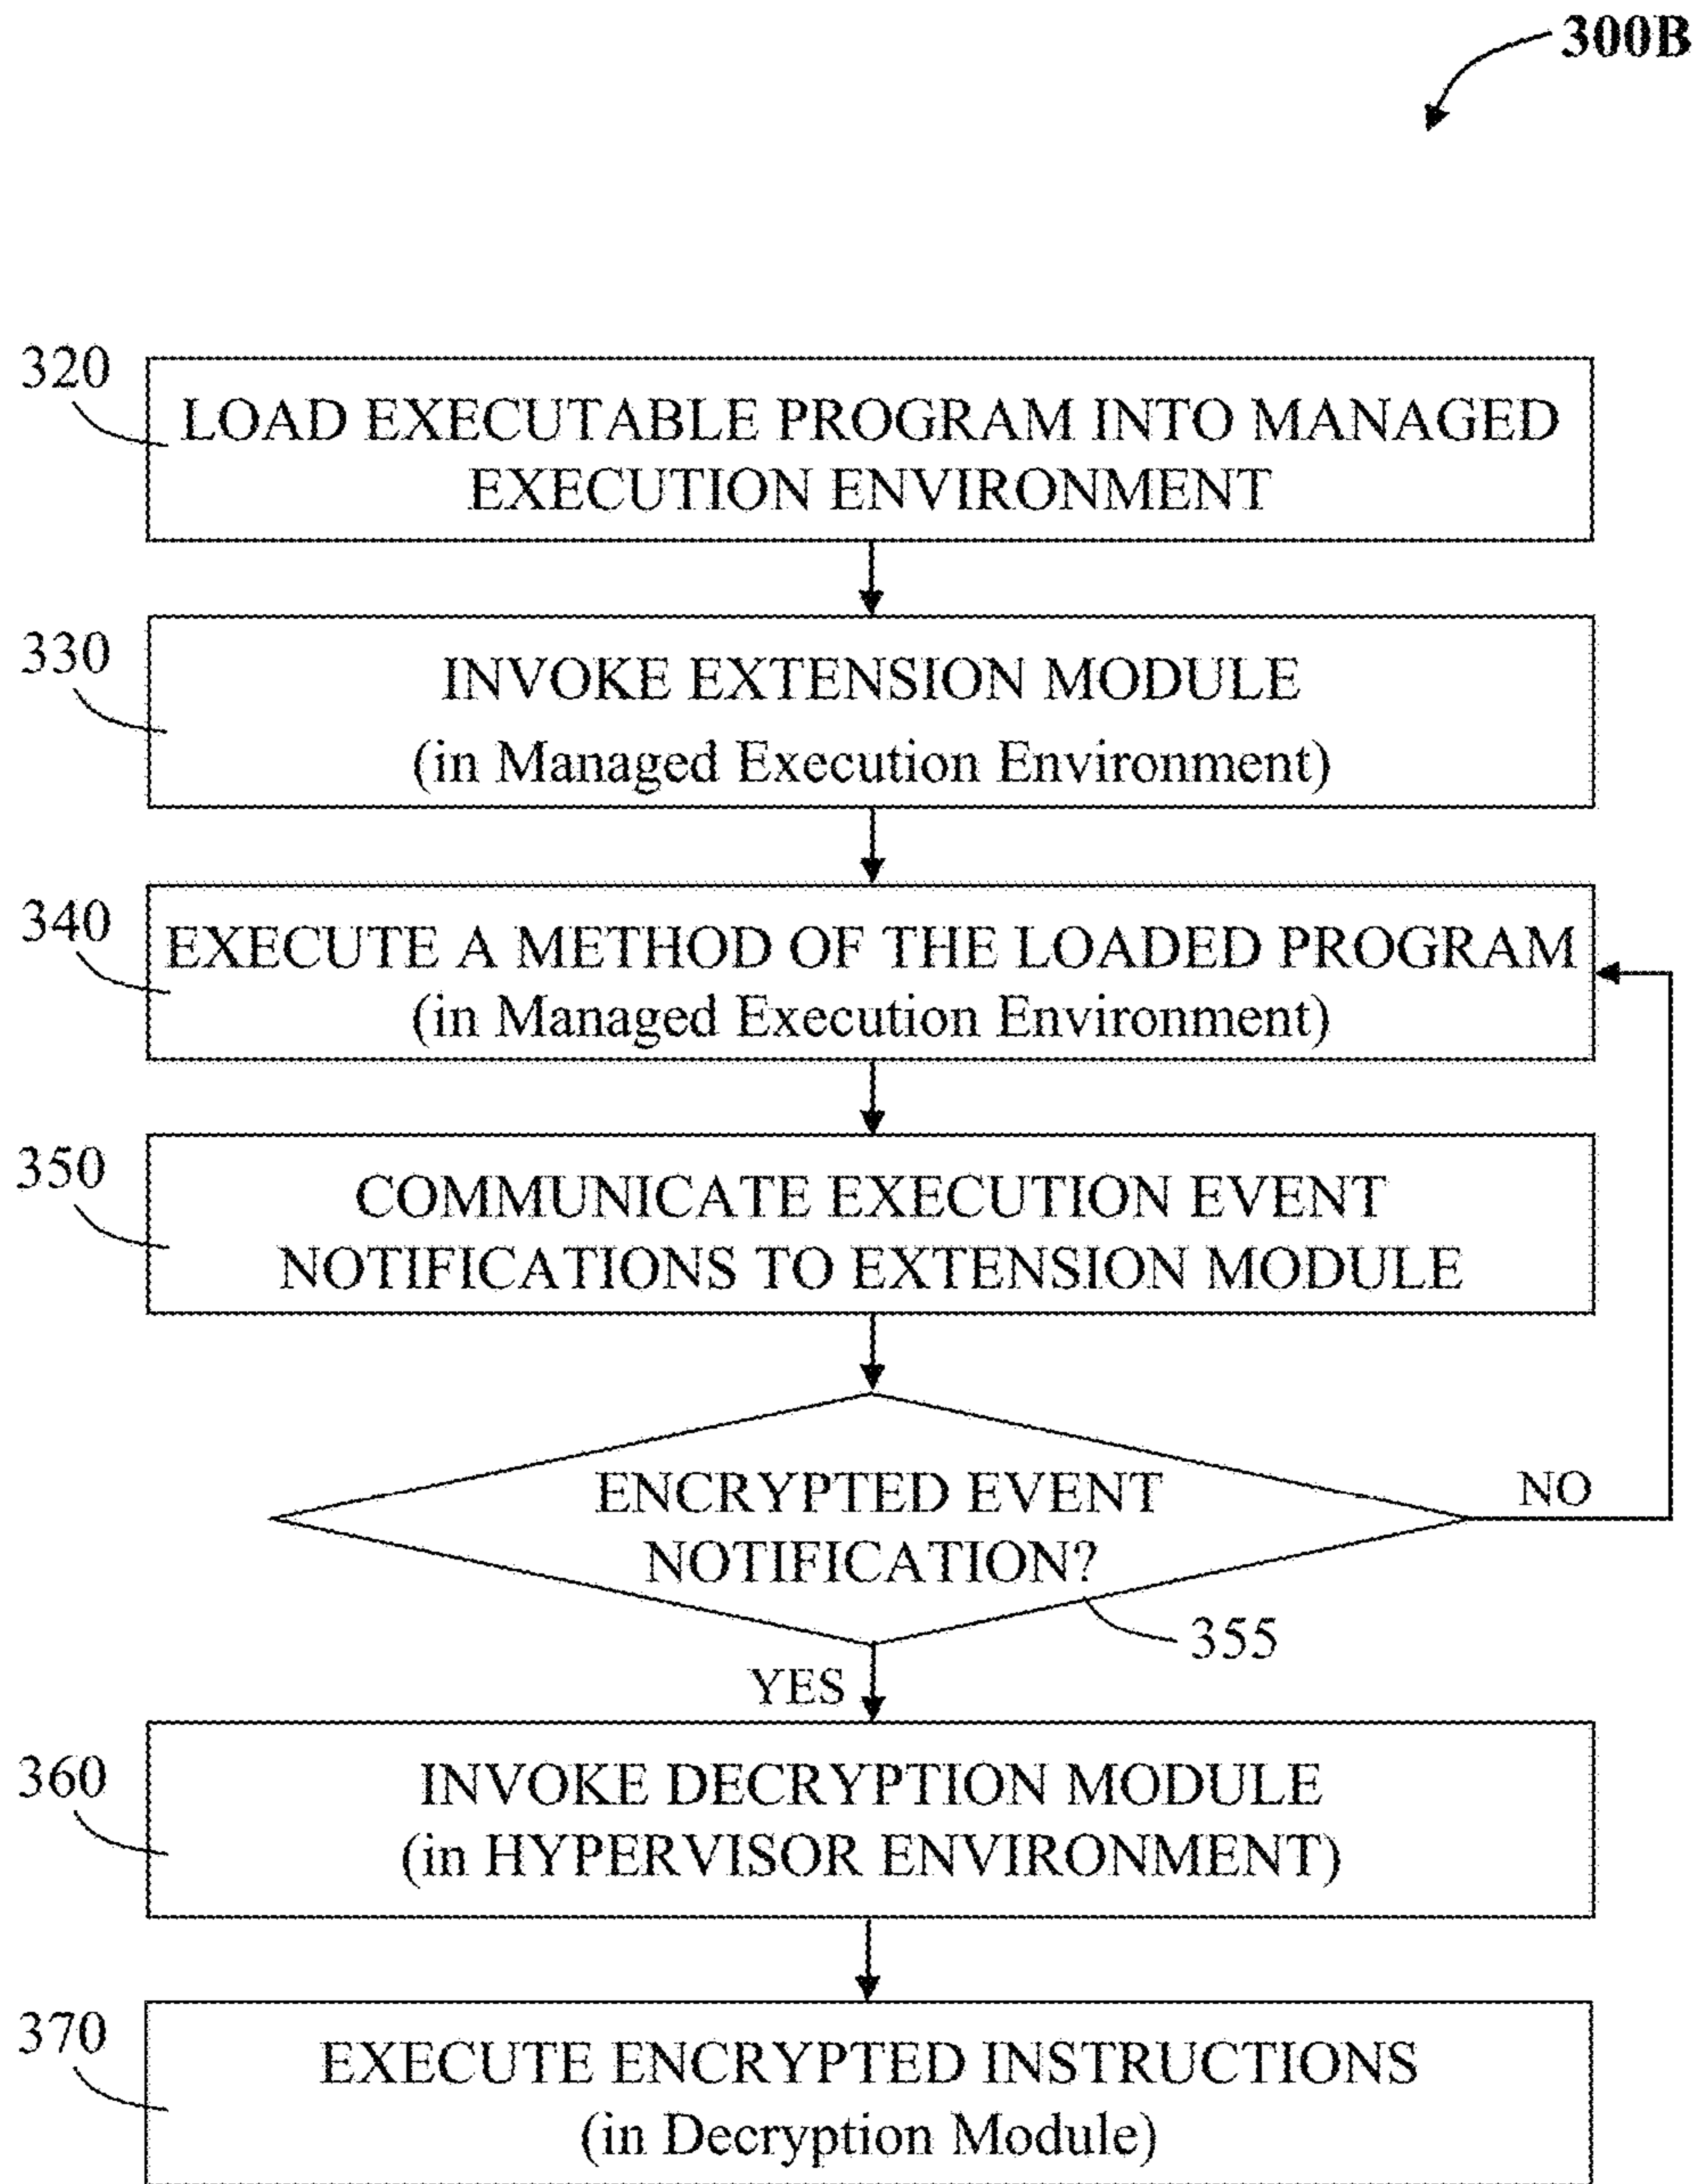 300B
320
LOAD EXECUTABLE PROGRAM INTO MANAGED
EXECUTION ENVIRONMENT
330
INVOKE EXTENSION MODULE
(in Managed Execution Environment)
340
EXECUTE A METHOD OF THE LOADED PROGRAM
(in Managed Execution Environment)
350
COMMUNICATE EXECUTION EVENT
NOTIFICATIONS TO EXTENSION MODULE
ENCRYPTED EVENT
NOTIFICATION?
NO
355
YES
360
INVOKE DECRYPTION MODULE
(in HYPERVISOR ENVIRONMENT)
370
EXECUTE ENCRYPTED INSTRUCTIONS
(in Decryption Module)